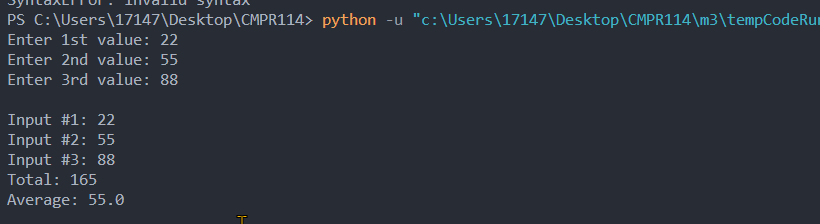 SyntaxError: invalid syntax
PS C:\Users\17147\Desktop\CMPR114> python -u "c:\Users\17147\Desktop\CMPR114\m3\tempCodeRu
Enter 1st value: 22
Enter 2nd value: 55
Enter 3rd value: 88
Input #1: 22
Input #2: 55
Input #3: 88
Total: 165
Average: 55.0